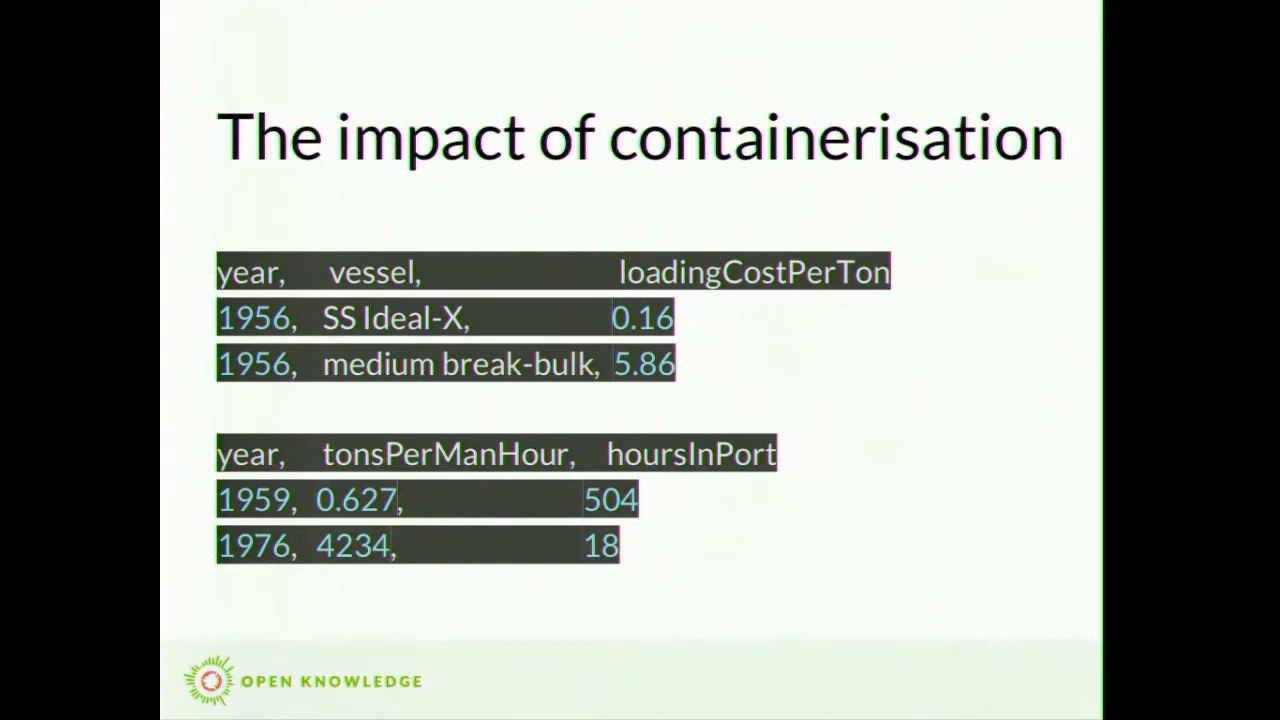 The impact of containerisation
year, vessel, loadingCostPerTon
1956, SS Ideal-X, 0.16
1956, medium break-bulk, 5.86
year, tonsPerManHour, hoursInPort
1959, 0.627, 504
1976, 4234, 18
OPEN KNOWLEDGE